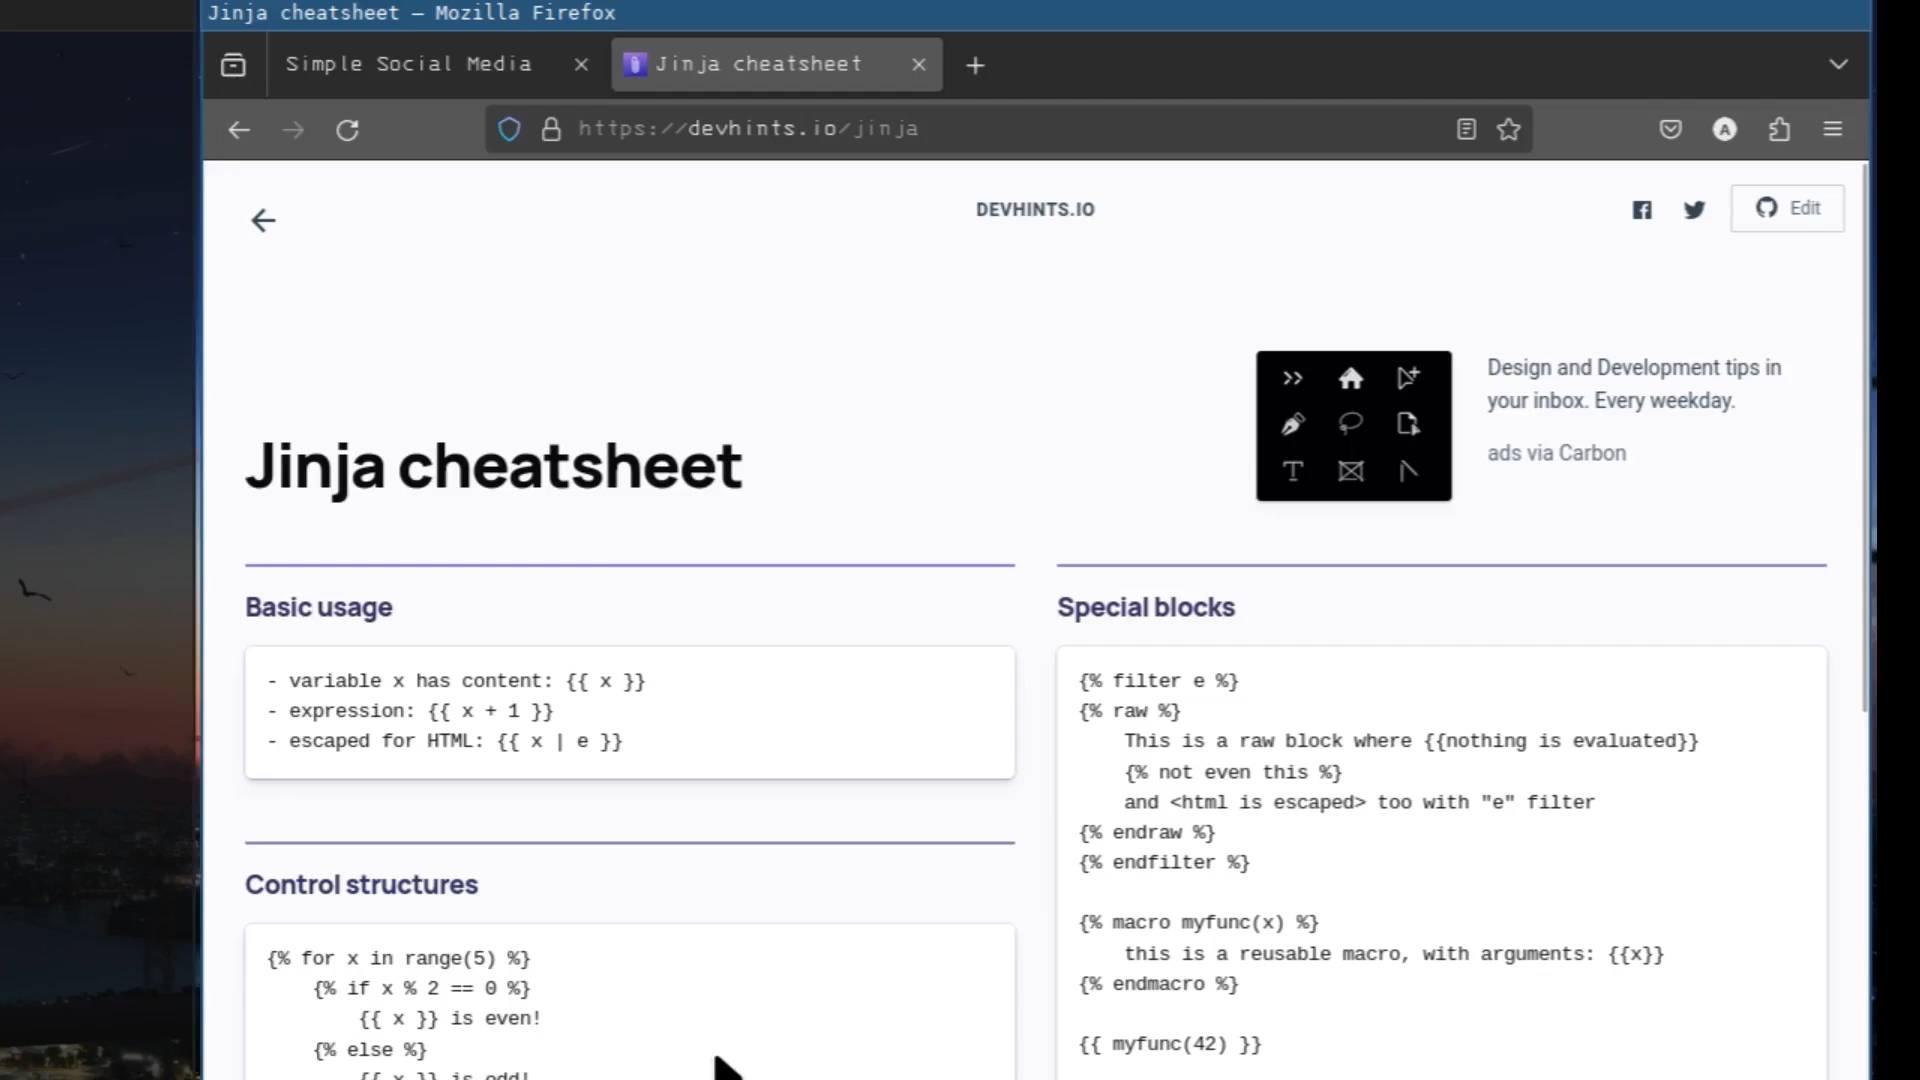 Jinja cheatsheet — Mozilla Firefox
Simple Social Media
Jinja cheatsheet
https://devhints.io/jinja
A
DEVHINTS.IO
Edit
Design and Development tips in
your inbox. Every weekday.
ads via Carbon
Jinja cheatsheet
Basic usage
- variable x has content: {{ x }}
- expression: {{ x + 1 }}
- escaped for HTML: {{ x | e }}
Control structures
{% for x in range(5) %}
{% if x % 2 == 0 %}
{{ x }} is even!
{% else %}
{{ x }} is odd!
Special blocks
{% filter e %}
{% raw %}
This is a raw block where {{nothing is evaluated}}
{% not even this %}
and <html is escaped> too with "e" filter
{% endraw %}
{% endfilter %}
{% macro myfunc(x) %}
this is a reusable macro, with arguments: {{x}}
{% endmacro %}
{{ myfunc(42) }}